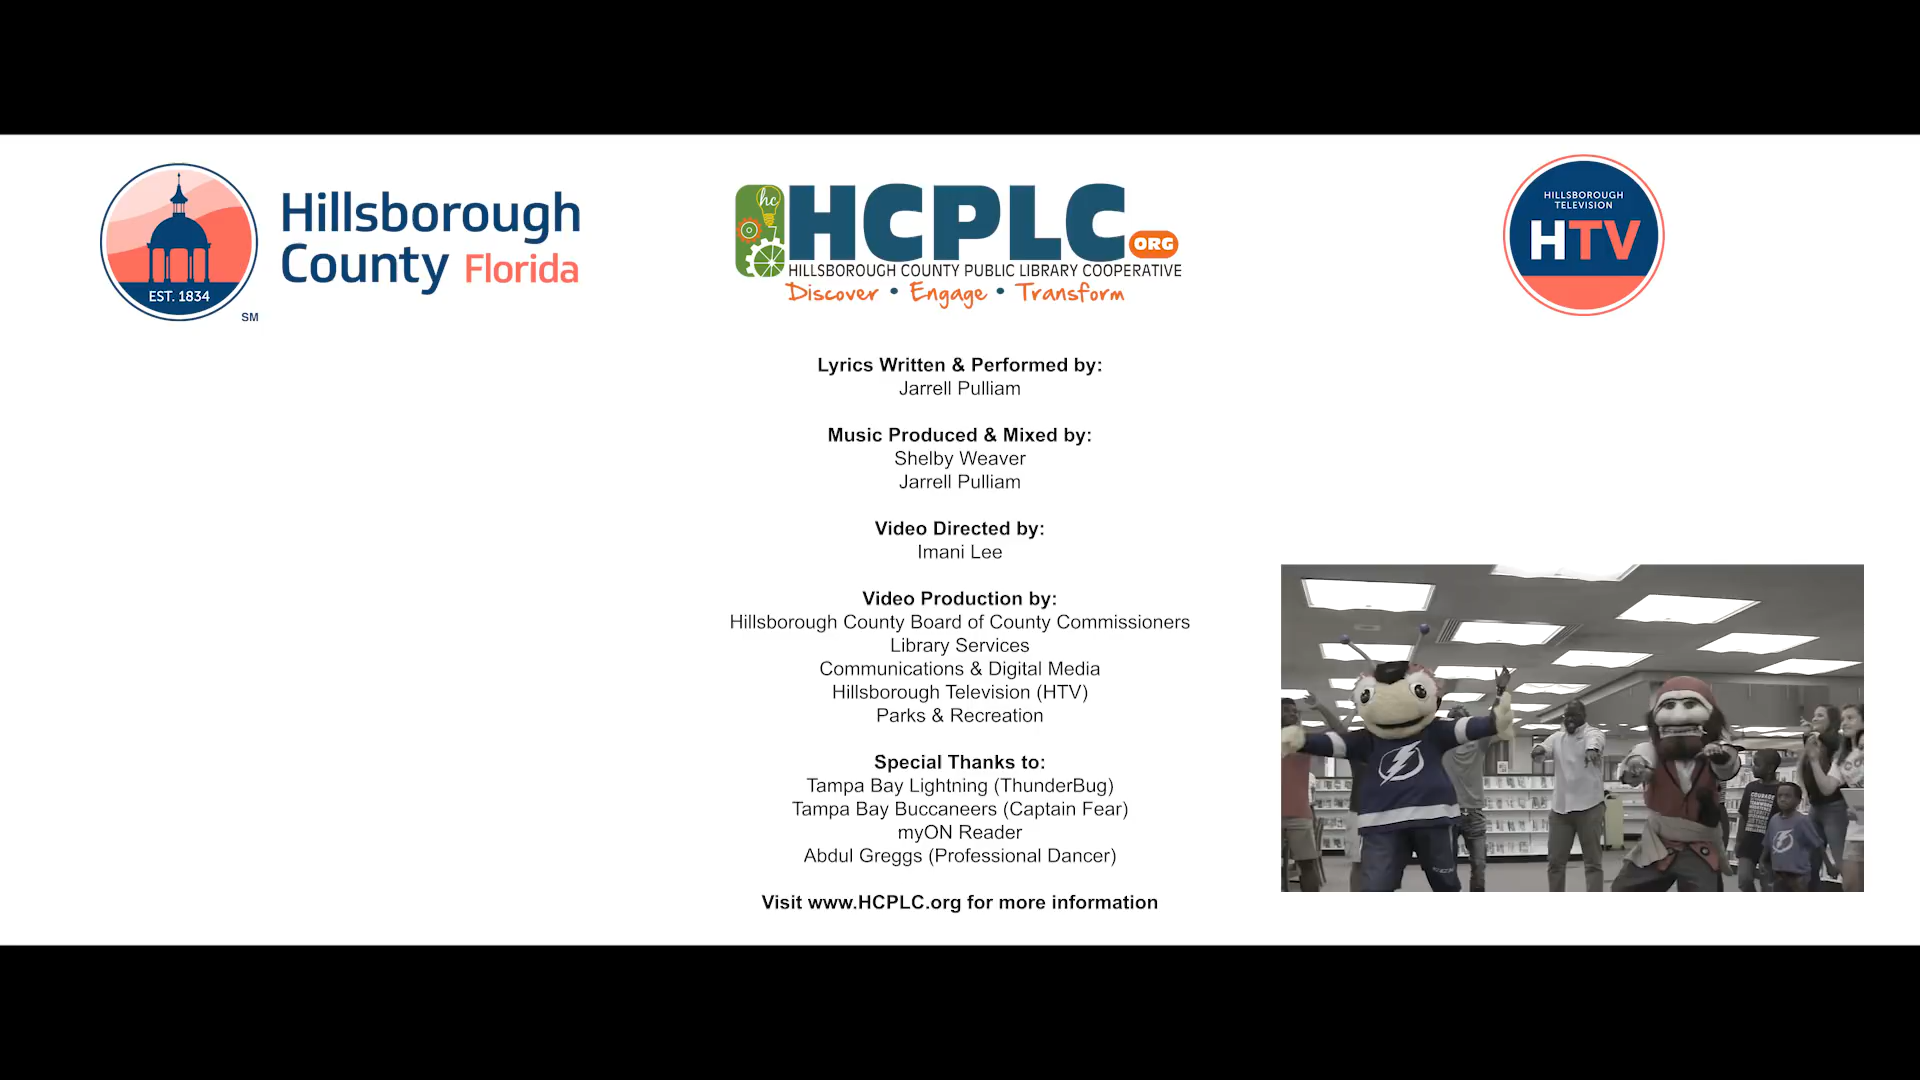 Hillsborough
County Florida
EST. 1834
SM
hc
HCPLC.ORG
HILLSBOROUGH COUNTY PUBLIC LIBRARY COOPERATIVE
Discover • Engage • Transform
HILLSBOROUGH
TELEVISION
HTV
Lyrics Written & Performed by:
Jarrell Pulliam
Music Produced & Mixed by:
Shelby Weaver
Jarrell Pulliam
Video Directed by:
Imani Lee
Video Production by:
Hillsborough County Board of County Commissioners
Library Services
Communications & Digital Media
Hillsborough Television (HTV)
Parks & Recreation
Special Thanks to:
Tampa Bay Lightning (ThunderBug)
Tampa Bay Buccaneers (Captain Fear)
myON Reader
Abdul Greggs (Professional Dancer)
Visit www.HCPLC.org for more information